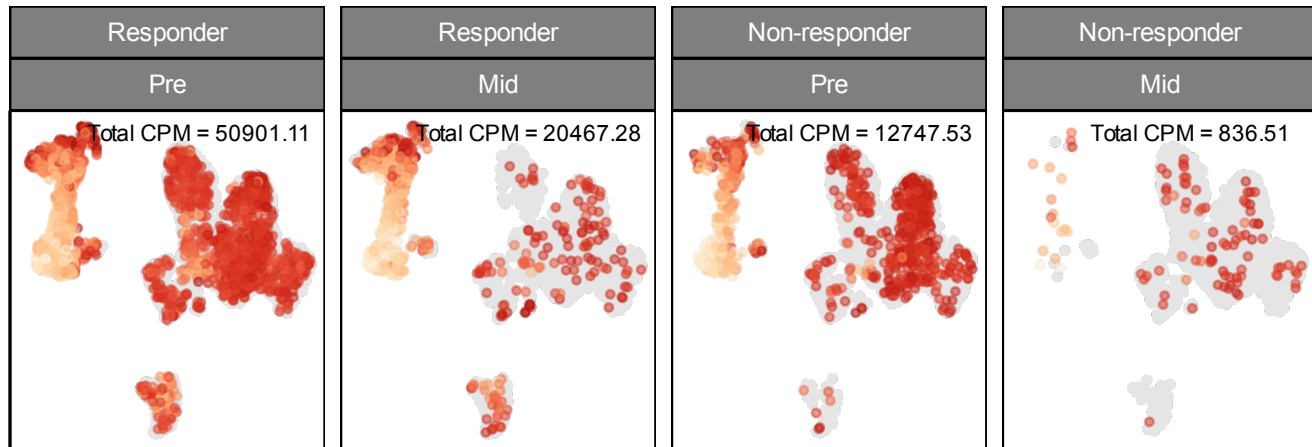 Responder
Responder
Non-responder
Non-responder
Pre
Mid
Pre
Mid
Total CPM = 50901.11
Total CPM = 20467.28
Total CPM = 12747.53
Total CPM = 836.51